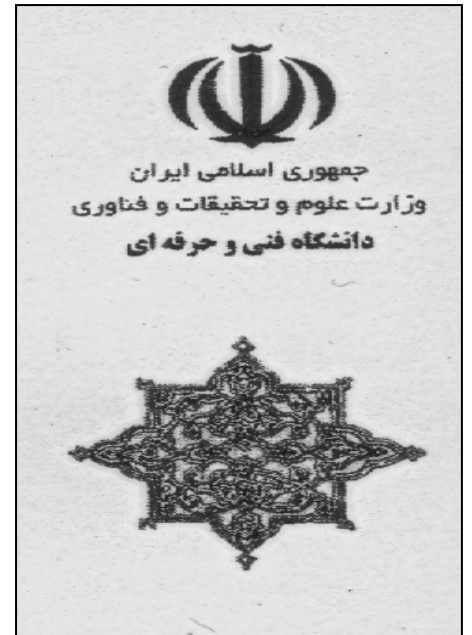 جمهوری اسلامی ایران
وزارت علوم و تحقیقات و فناوری
دانشگاه فنی و حرفه ای